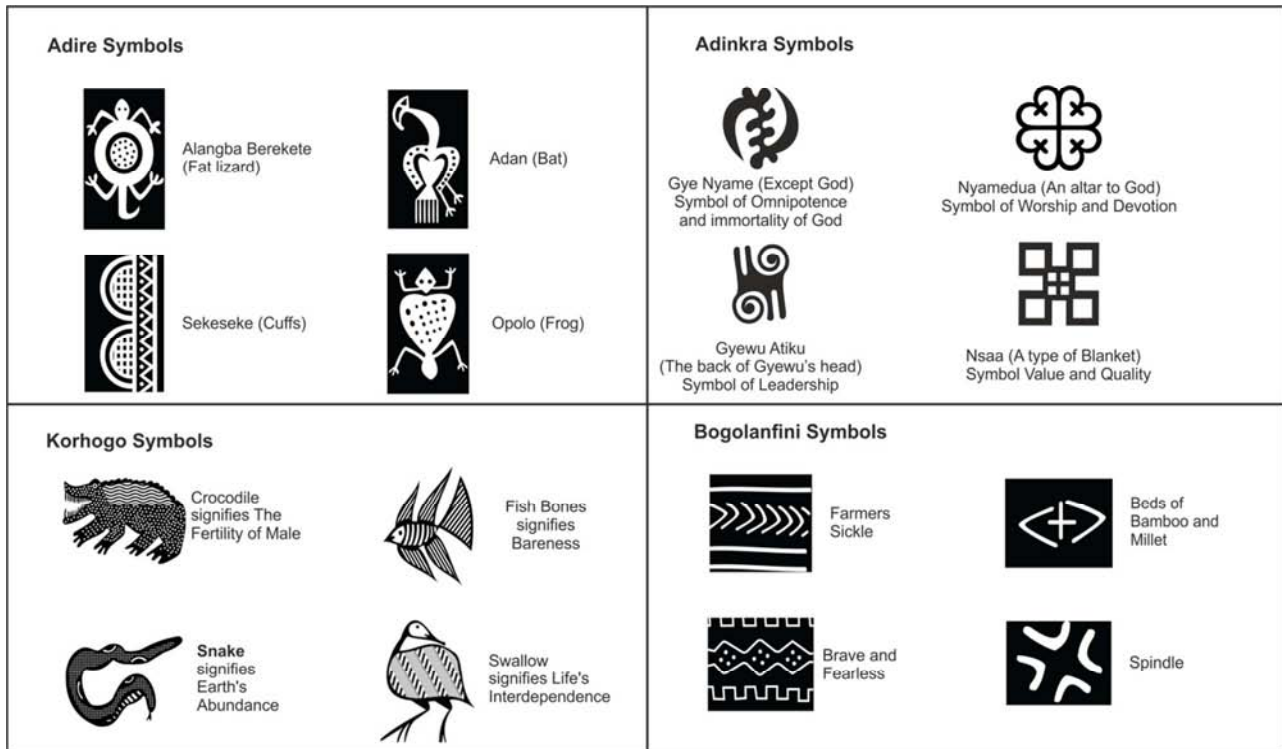 Adire Symbols
Alangba Berekete
(Fat lizard)
Adan (Bat)
Sekeseke (Cuffs)
Opolo (Frog)
Adinkra Symbols
Gye Nyame (Except God)
Symbol of Omnipotence
and immortality of God
Nyamedua (An altar to God)
Symbol of Worship and Devotion
Gyewu Atiku
(The back of Gyewu's head)
Symbol of Leadership
Nsaa (A type of Blanket)
Symbol Value and Quality
Korhogo Symbols
Crocodile
signifies The
Fertility of Male
Fish Bones
signifies
Bareness
Snake
signifies
Earth's
Abundance
Swallow
signifies Life's
Interdependence
Bogolanfini Symbols
Farmers
Sickle
Beds of
Bamboo and
Millet
Brave and
Fearless
Spindle